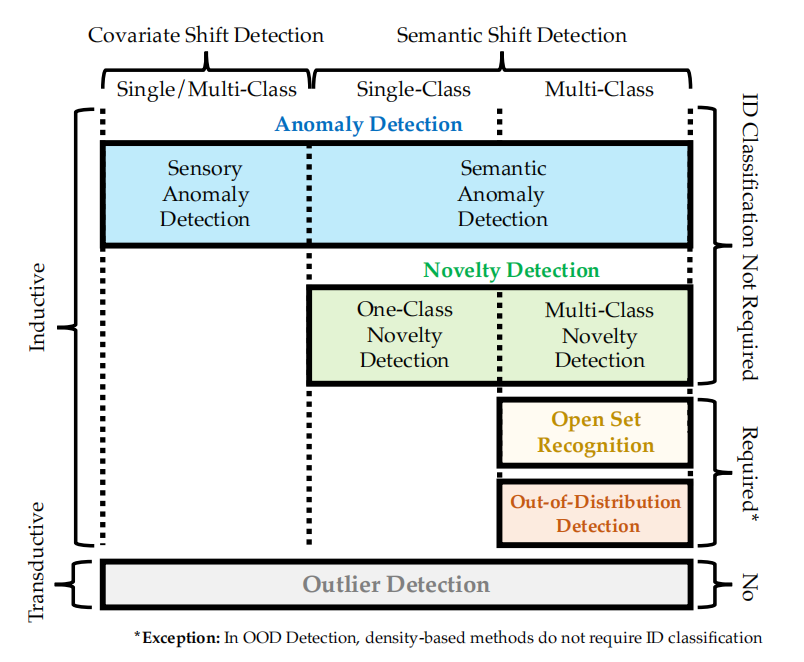 Covariate Shift Detection
Semantic Shift Detection
Single/Multi-Class
Single-Class
Multi-Class
Anomaly Detection
Sensory
Anomaly
Detection
Semantic
Anomaly
Detection
Novelty Detection
One-Class
Novelty
Detection
Multi-Class
Novelty
Detection
Open Set
Recognition
Out-of-Distribution
Detection
Outlier Detection
Inductive
Transductive
ID Classification Not Required
Required*
No
*Exception: In OOD Detection, density-based methods do not require ID classification